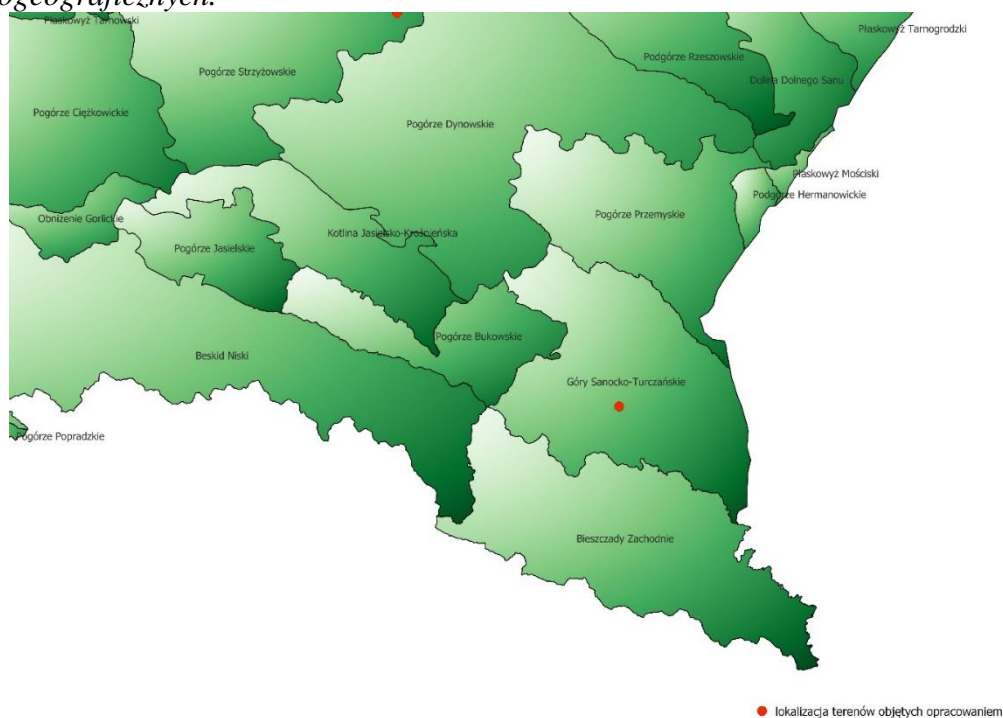 ogeograficznych.
Płaskowyż Tarnowski
Płaskowyż Tarnogrodzki
Pogórze Strzyżowskie
Podgórze Rzeszowskie
Dolina Dolnego Sanu
Pogórze Ciężkowickie
Pogórze Dynowskie
Płaskowyż Mościski
Podgórze Hermanowickie
Pogórze Przemyskie
Obniżenie Gorlickie
Kotlina Jasielsko-Krośnieńska
Pogórze Jasielskie
Pogórze Bukowskie
Beskid Niski
Góry Sanocko-Turczańskie
Pogórze Popradzkie
Bieszczady Zachodnie
lokalizacja terenów objętych opracowaniem